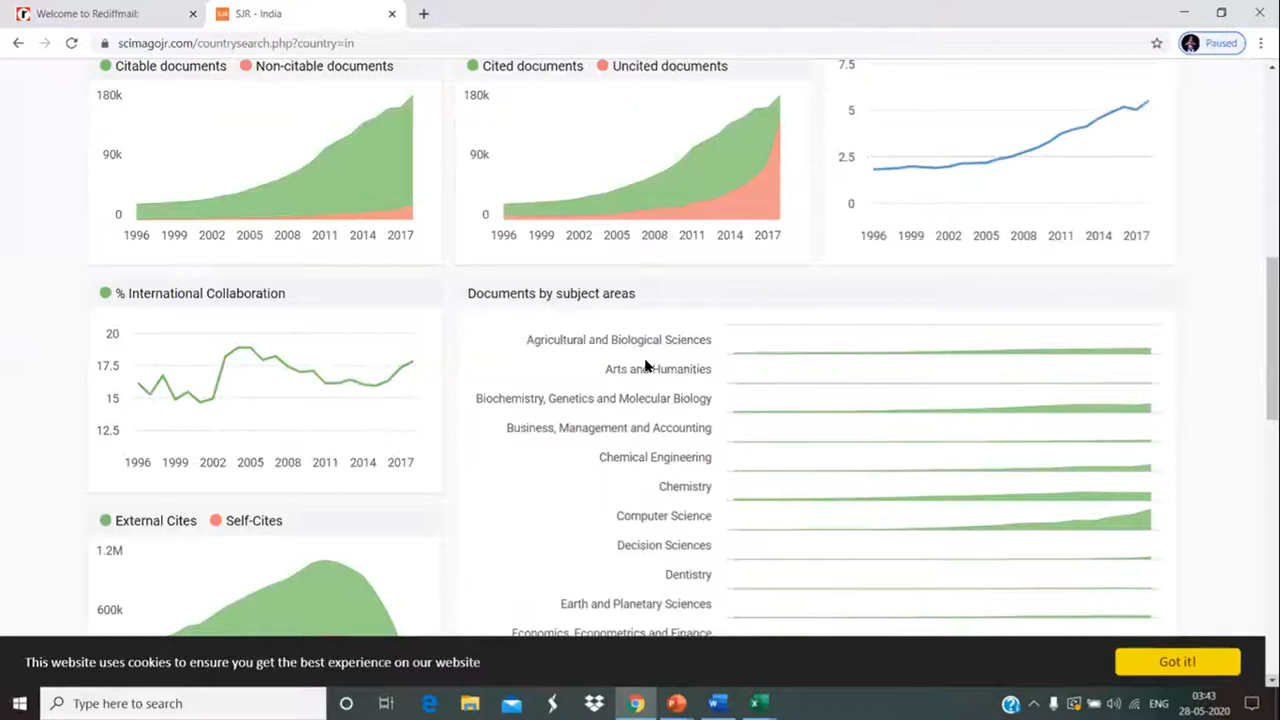 Welcome to Rediffmail:
SJR SJR - India
scimagojr.com/countrysearch.php?country=in
Paused
Citable documents Non-citable documents
180k
90k
0
1996 1999 2002 2005 2008 2011 2014 2017
Cited documents Uncited documents
180k
90k
0
1996 1999 2002 2005 2008 2011 2014 2017
7.5
5
2.5
0
1996 1999 2002 2005 2008 2011 2014 2017
% International Collaboration
20
17.5
15
12.5
1996 1999 2002 2005 2008 2011 2014 2017
Documents by subject areas
Agricultural and Biological Sciences
Arts and Humanities
Biochemistry, Genetics and Molecular Biology
Business, Management and Accounting
Chemical Engineering
Chemistry
Computer Science
Decision Sciences
Dentistry
Earth and Planetary Sciences
Economics, Econometrics and Finance
External Cites Self-Cites
1.2M
600k
This website uses cookies to ensure you get the best experience on our website
Got it!
Type here to search
ENG
03:43
28-05-2020